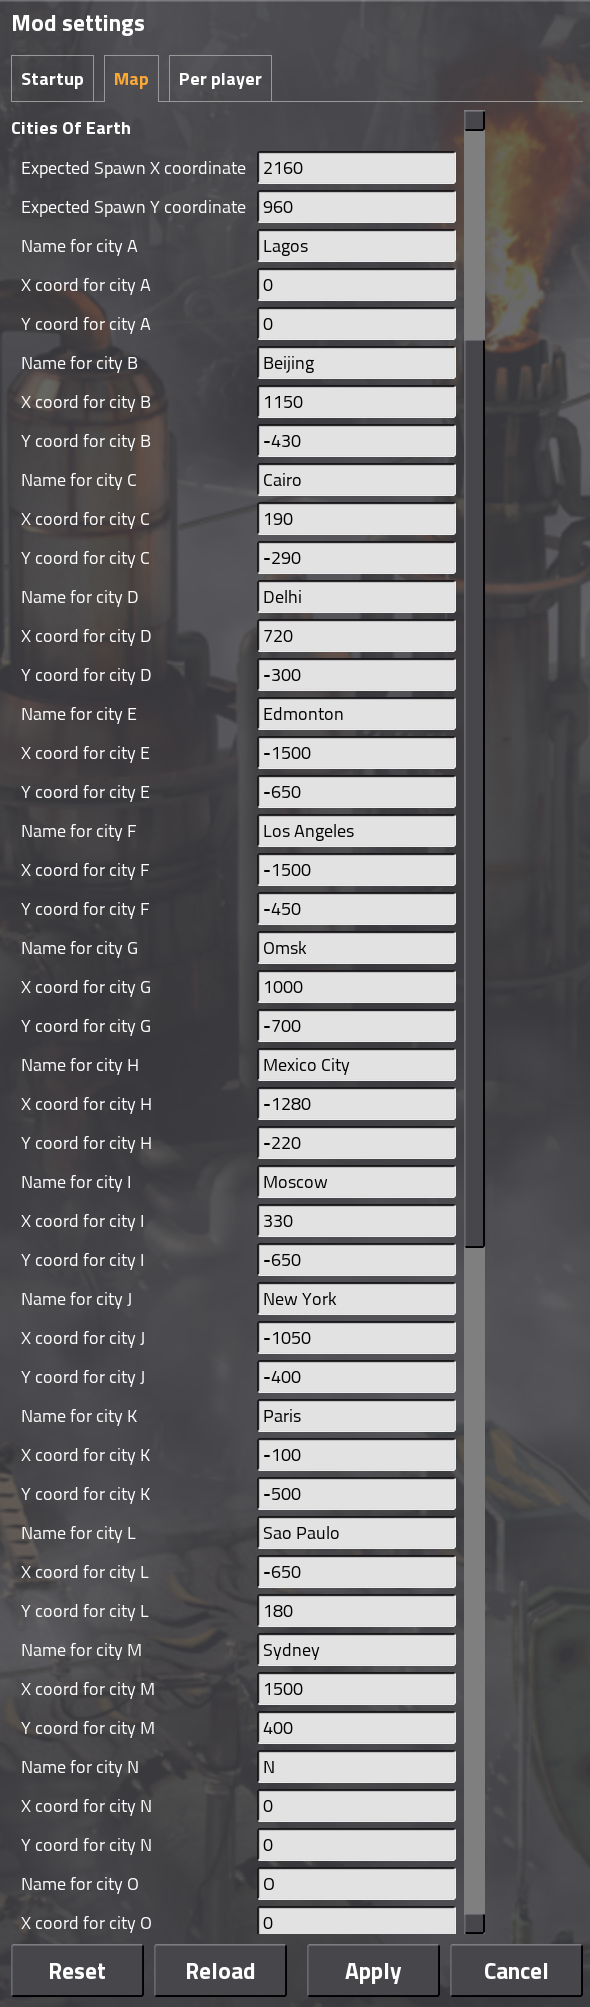 Mod settings
Startup Map Per player
Cities Of Earth
Expected Spawn X coordinate 2160
Expected Spawn Y coordinate 960
Name for city A Lagos
X coord for city A 0
Y coord for city A 0
Name for city B Beijing
X coord for city B 1150
Y coord for city B -430
Name for city C Cairo
X coord for city C 190
Y coord for city C -290
Name for city D Delhi
X coord for city D 720
Y coord for city D -300
Name for city E Edmonton
X coord for city E -1500
Y coord for city E -650
Name for city F Los Angeles
X coord for city F -1500
Y coord for city F -450
Name for city G Omsk
X coord for city G 1000
Y coord for city G -700
Name for city H Mexico City
X coord for city H -1280
Y coord for city H -220
Name for city I Moscow
X coord for city I 330
Y coord for city I -650
Name for city J New York
X coord for city J -1050
Y coord for city J -400
Name for city K Paris
X coord for city K -100
Y coord for city K -500
Name for city L Sao Paulo
X coord for city L -650
Y coord for city L 180
Name for city M Sydney
X coord for city M 1500
Y coord for city M 400
Name for city N N
X coord for city N 0
Y coord for city N 0
Name for city O O
X coord for city O 0
Reset Reload Apply Cancel